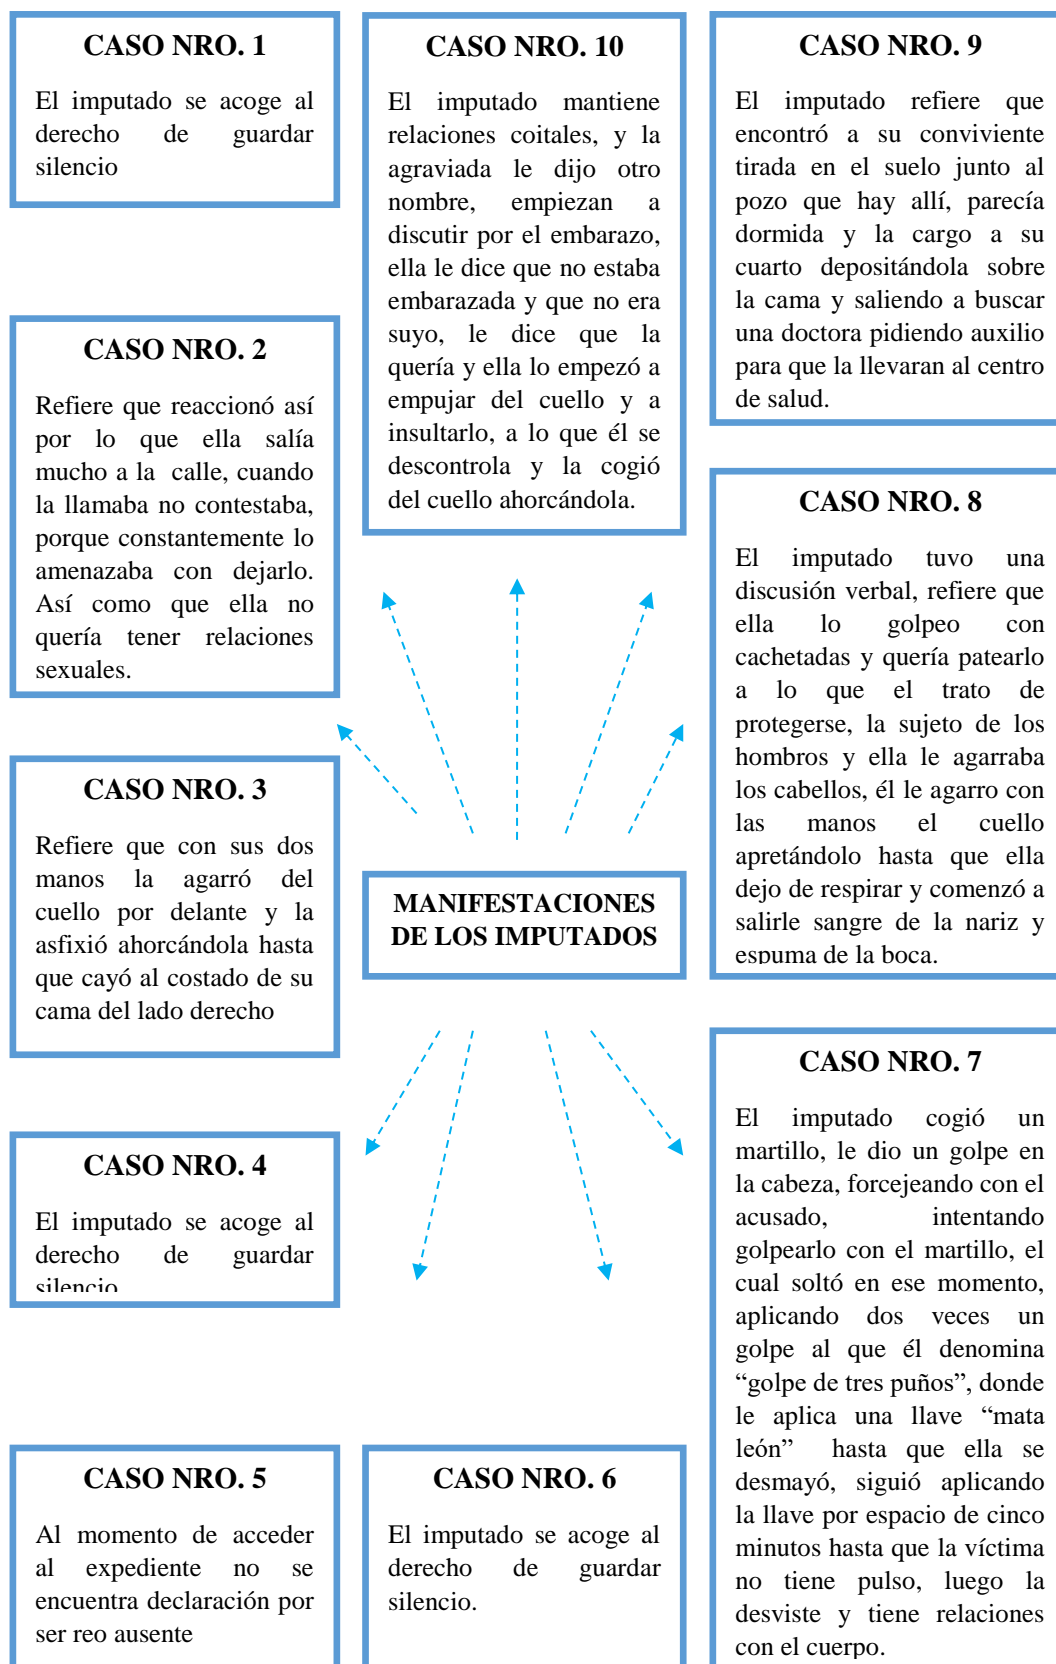 CASO NRO. 1
El imputado se acoge al
derecho de guardar
silencio
CASO NRO. 10
El imputado mantiene
relaciones coitales, y la
agraviada le dijo otro
nombre, empiezan a
discutir por el embarazo,
ella le dice que no estaba
embarazada y que no era
suyo, le dice que la
quería y ella lo empezó a
empujar del cuello y a
insultarlo, a lo que él se
descontrola y la cogió
del cuello ahorcándola.
CASO NRO. 9
El imputado refiere que
encontró a su conviviente
tirada en el suelo junto al
pozo que hay allí, parecía
dormida y la cargo a su
cuarto depositándola sobre
la cama y saliendo a buscar
una doctora pidiendo auxilio
para que la llevaran al centro
de salud.
CASO NRO. 2
Refiere que reaccionó así
por lo que ella salía
mucho a la calle, cuando
la llamaba no contestaba,
porque constantemente lo
amenazaba con dejarlo.
Así como que ella no
quería tener relaciones
sexuales.
CASO NRO. 8
El imputado tuvo una
discusión verbal, refiere que
ella lo golpeo con
cachetadas y quería patearlo
a lo que el trato de
protegerse, la sujeto de los
hombros y ella le agarraba
los cabellos, él le agarro con
las manos el cuello
apretándolo hasta que ella
dejo de respirar y comenzó a
salirle sangre de la nariz y
espuma de la boca.
CASO NRO. 3
Refiere que con sus dos
manos la agarró del
cuello por delante y la
asfixió ahorcándola hasta
que cayó al costado de su
cama del lado derecho
MANIFESTACIONES
DE LOS IMPUTADOS
CASO NRO. 4
El imputado se acoge al
derecho de guardar
silencio
CASO NRO. 7
El imputado cogió un
martillo, le dio un golpe en
la cabeza, forcejeando con el
acusado, intentando
golpearlo con el martillo, el
cual soltó en ese momento,
aplicando dos veces un
golpe al que él denomina
“golpe de tres puños”, donde
le aplica una llave “mata
león” hasta que ella se
desmayó, siguió aplicando
la llave por espacio de cinco
minutos hasta que la víctima
no tiene pulso, luego la
desviste y tiene relaciones
con el cuerpo.
CASO NRO. 5
Al momento de acceder
al expediente no se
encuentra declaración por
ser reo ausente
CASO NRO. 6
El imputado se acoge al
derecho de guardar
silencio.